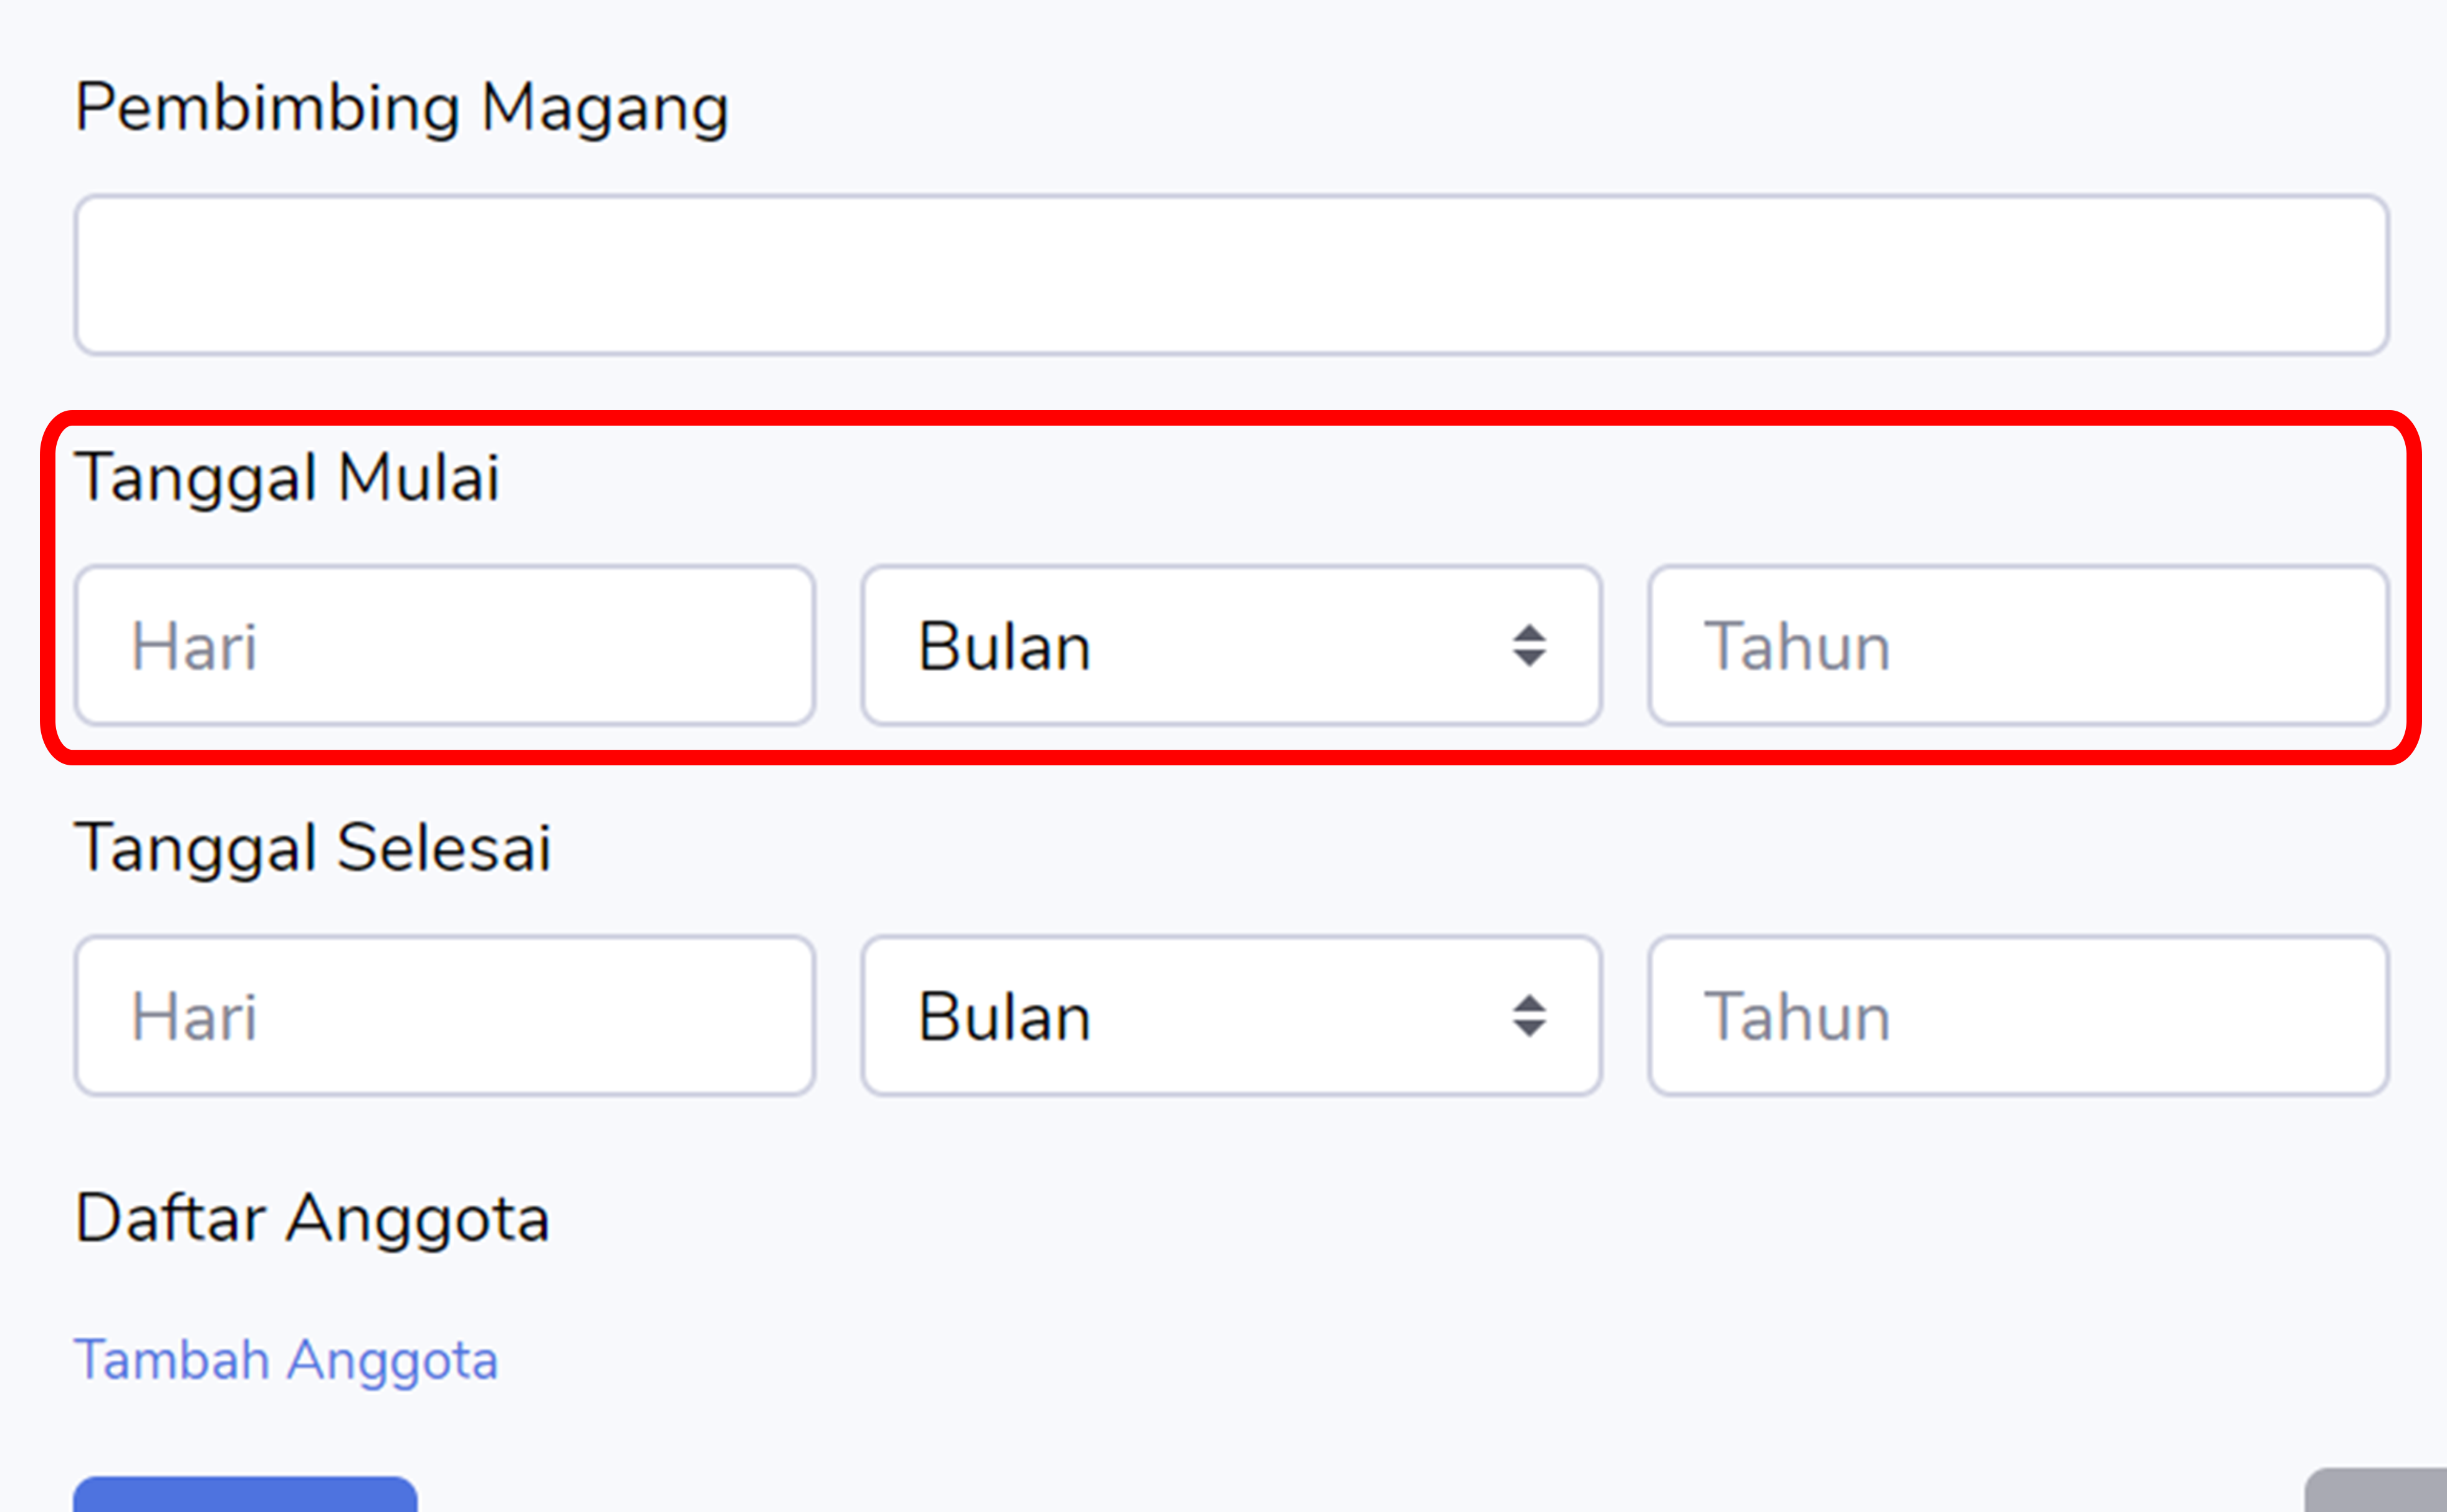 Pembimbing Magang
Tanggal Mulai
Hari Bulan Tahun
Tanggal Selesai
Hari Bulan Tahun
Daftar Anggota
Tambah Anggota